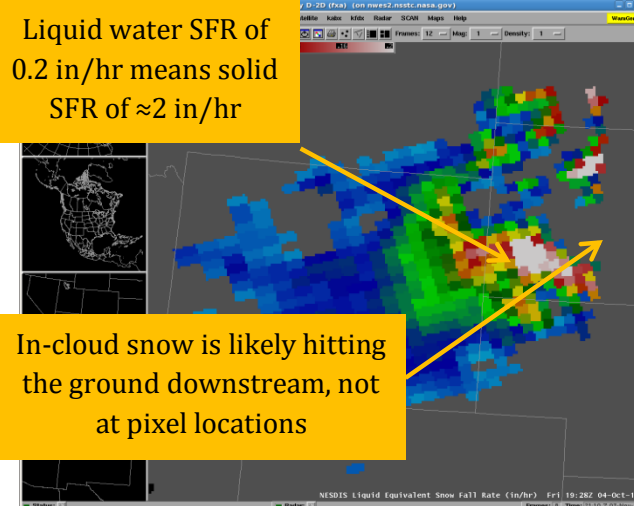 y D-2D (fxa) (on nwes2.nsstc.nasa.gov)
Liquid water SFR of
0.2 in/hr means solid
SFR of ≈2 in/hr
kabx kfdx Radar SCAN Maps Help
Frames: 12 Mag: 1 Density: 1
In-cloud snow is likely hitting
the ground downstream, not
at pixel locations
NESDIS Liquid Equivalent Snow Fall Rate (in/hr) Fri 19:28Z 04-Oct-1